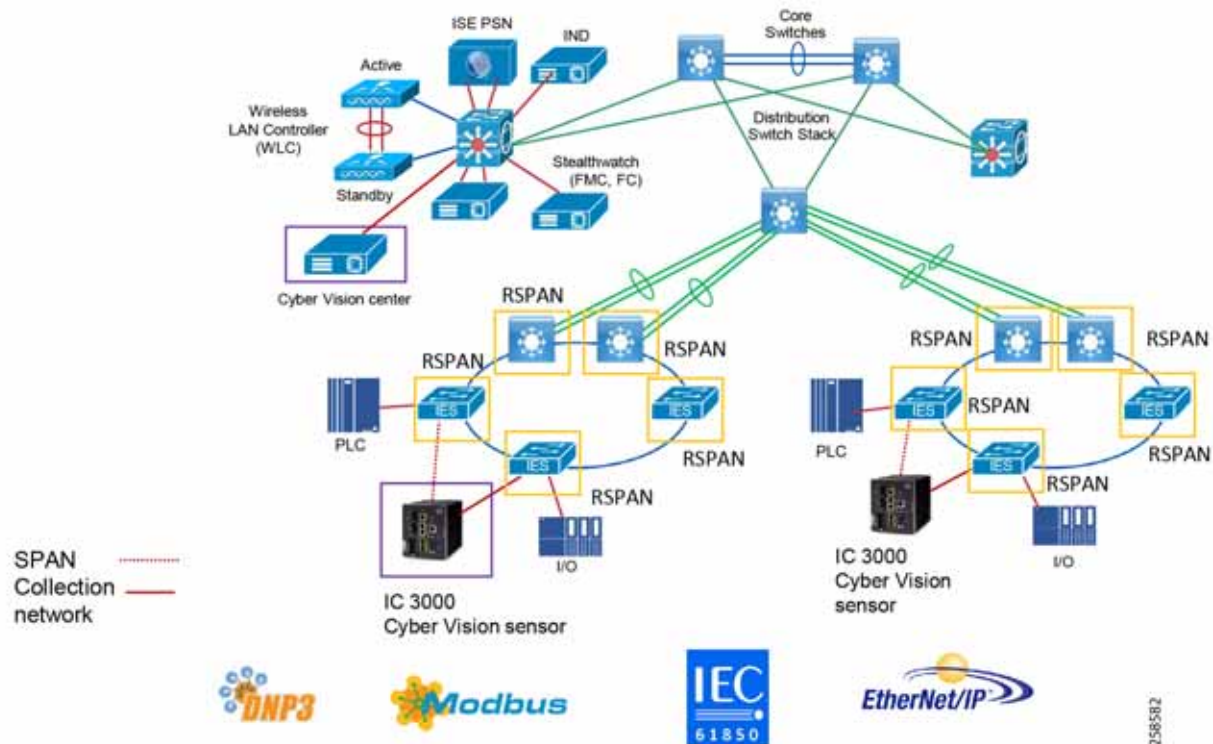 ISE PSN
IND
Core
Switches
Active
Wireless
LAN Controller
(WLC)
Distribution
Switch Stack
Stealthwatch
(FMC, FC)
Standby
Cyber Vision center
RSPAN
RSPAN
RSPAN
RSPAN
RSPAN
IES
IES
IES
PLC
I/O
IC 3000
Cyber Vision sensor
RSPAN
RSPAN
RSPAN
RSPAN
RSPAN
IES
IES
IES
PLC
I/O
IC 3000
Cyber Vision
sensor
SPAN
Collection
network
DNP3
Modbus
IEC
61850
EtherNet/IP
258582